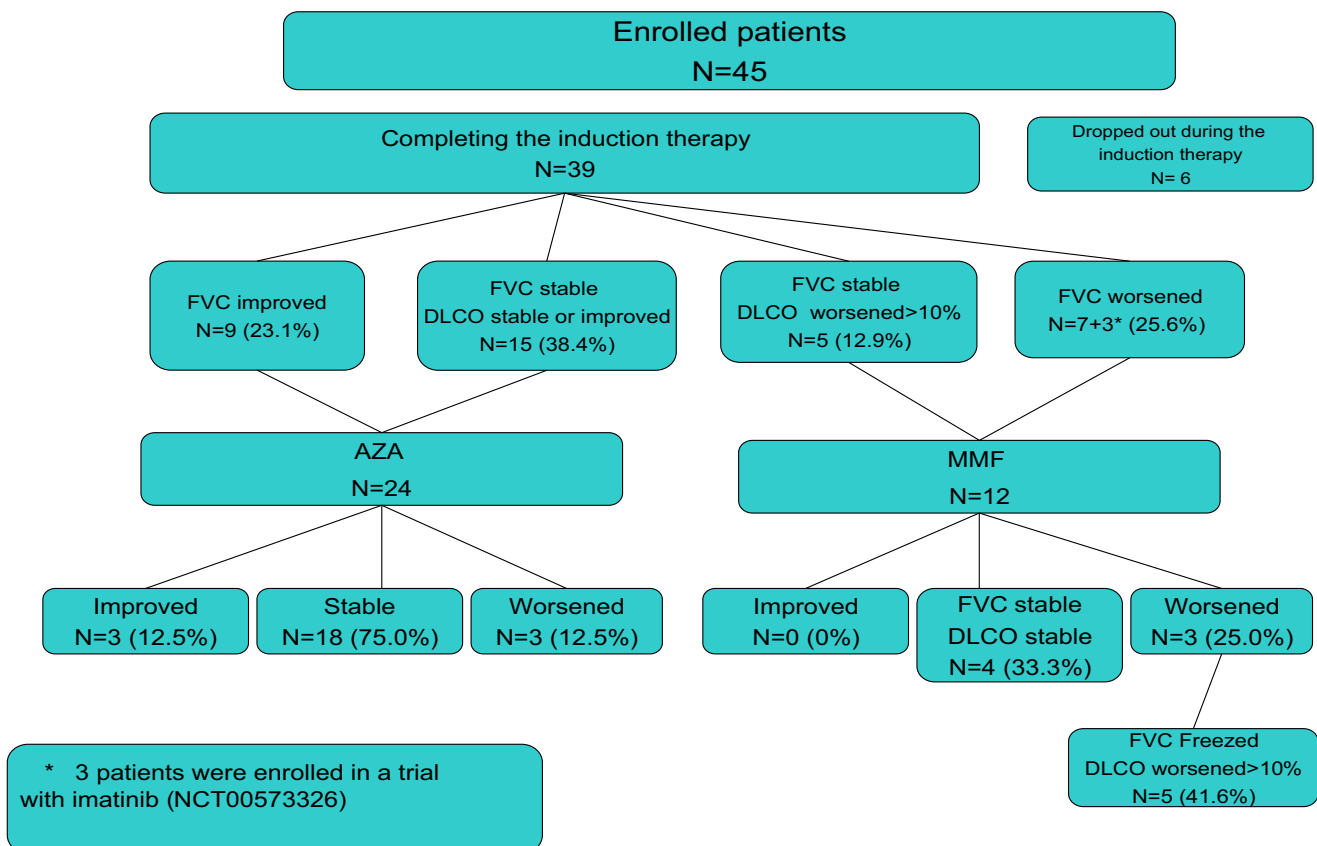 Enrolled patients
N=45
Completing the induction therapy
N=39
Dropped out during the
induction therapy
N= 6
FVC improved
N=9 (23.1%)
FVC stable
DLCO stable or improved
N=15 (38.4%)
FVC stable
DLCO worsened>10%
N=5 (12.9%)
FVC worsened
N=7+3* (25.6%)
AZA
N=24
MMF
N=12
Improved
N=3 (12.5%)
Stable
N=18 (75.0%)
Worsened
N=3 (12.5%)
Improved
N=0 (0%)
FVC stable
DLCO stable
N=4 (33.3%)
Worsened
N=3 (25.0%)
FVC Freezed
DLCO worsened>10%
N=5 (41.6%)
* 3 patients were enrolled in a trial
with imatinib (NCT00573326)